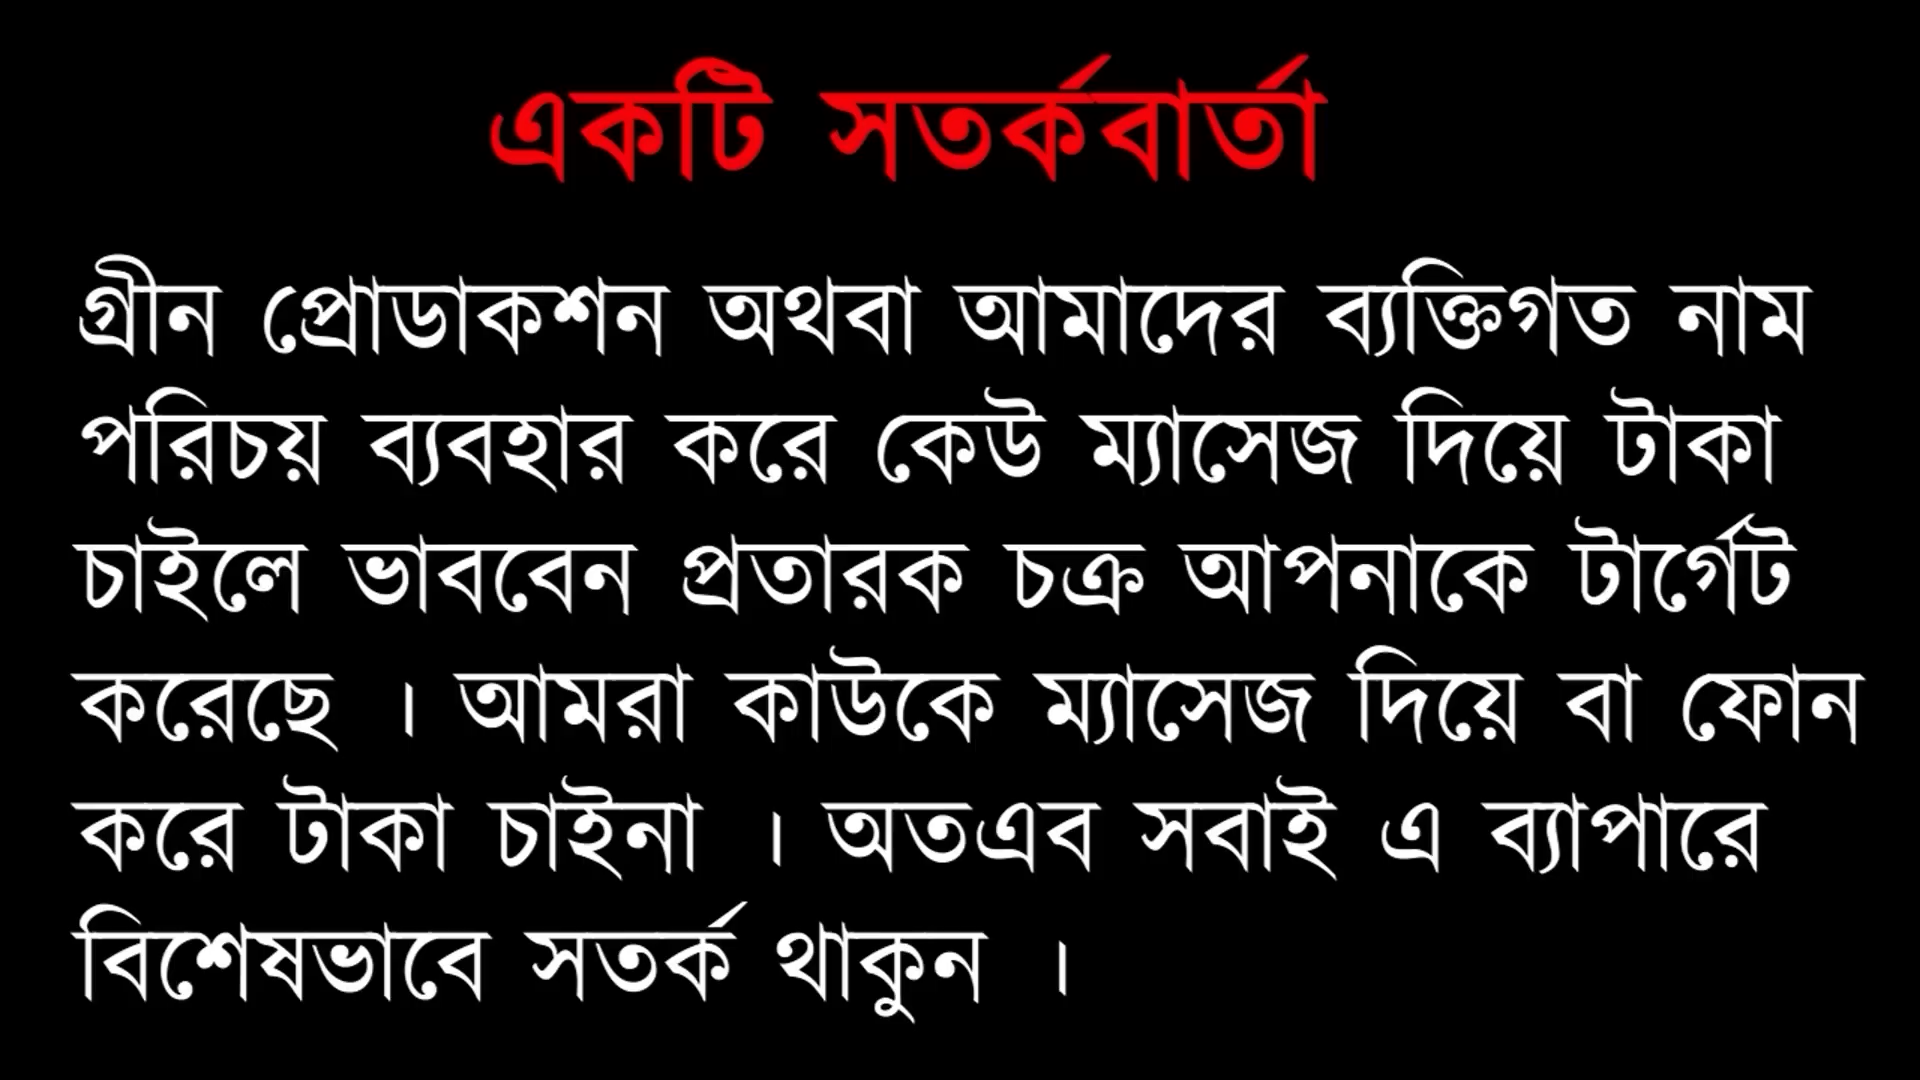 একটি সতর্কবার্তা
গ্রীন প্রোডাকশন অথবা আমাদের ব্যক্তিগত নাম
পরিচয় ব্যবহার করে কেউ ম্যাসেজ দিয়ে টাকা
চাইলে ভাববেন প্রতারক চক্র আপনাকে টার্গেট
করেছে । আমরা কাউকে ম্যাসেজ দিয়ে বা ফোন
করে টাকা চাইনা । অতএব সবাই এ ব্যাপারে
বিশেষভাবে সতর্ক থাকুন ।